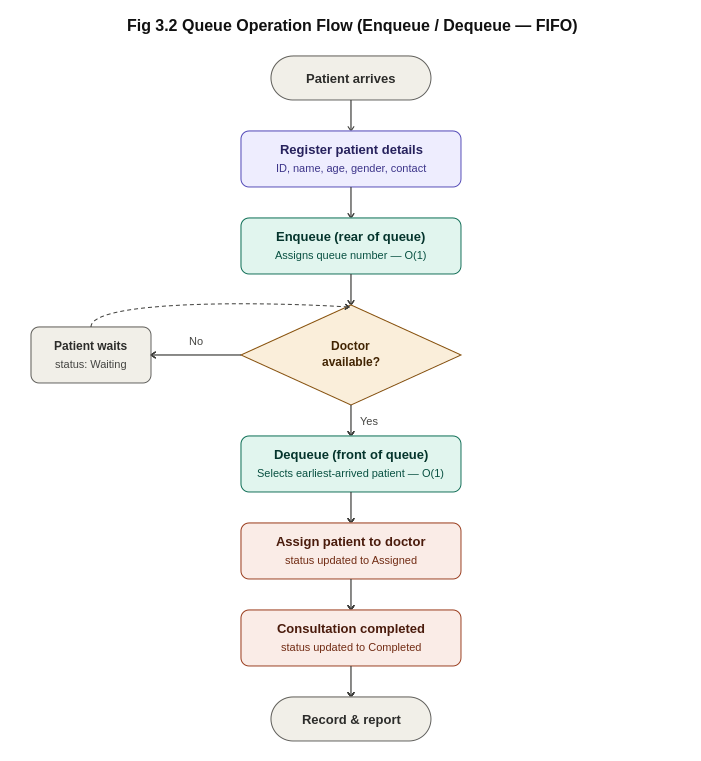 Fig 3.2 Queue Operation Flow (Enqueue / Dequeue — FIFO)
Patient arrives
Register patient details
ID, name, age, gender, contact
Enqueue (rear of queue)
Assigns queue number — O(1)
Doctor
available?
No
Patient waits
status: Waiting
Yes
Dequeue (front of queue)
Selects earliest-arrived patient — O(1)
Assign patient to doctor
status updated to Assigned
Consultation completed
status updated to Completed
Record & report